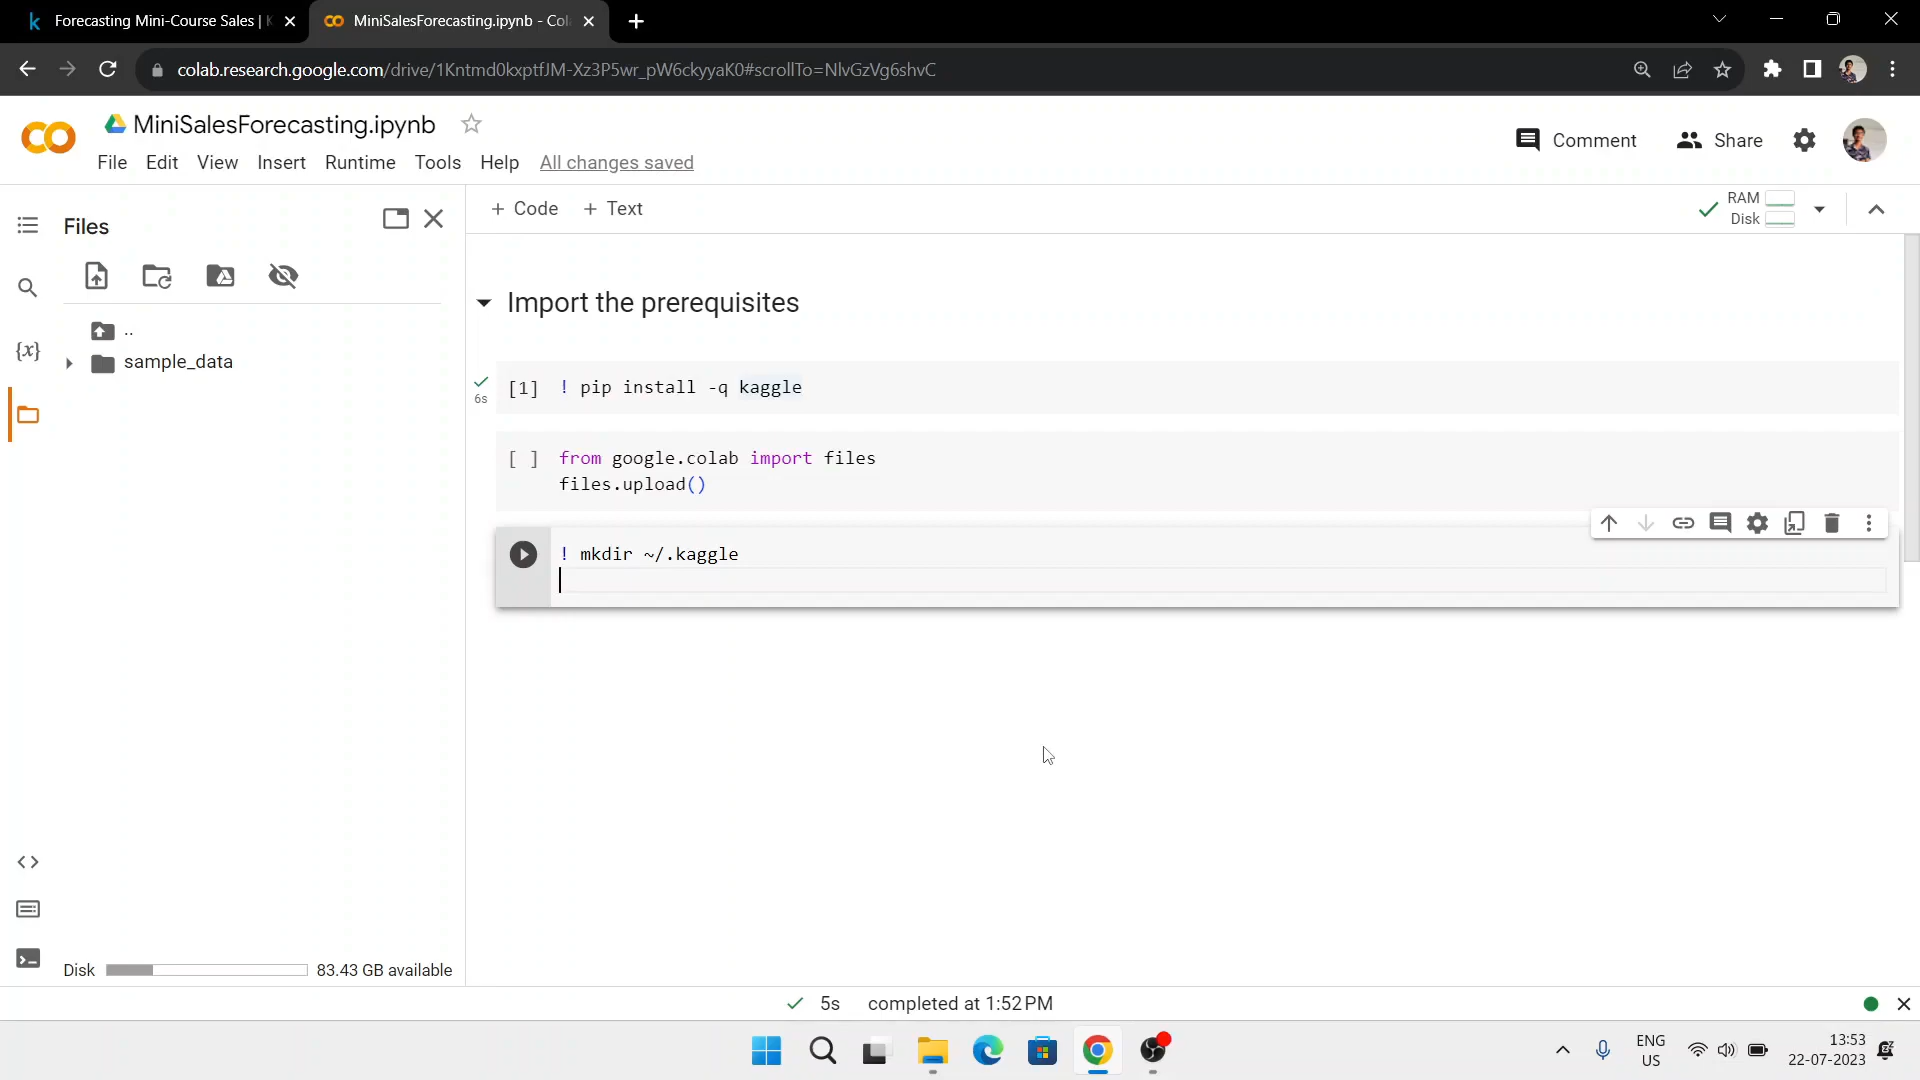 Forecasting Mini-Course Sales |
MiniSalesForecasting.ipynb - Col
colab.research.google.com/drive/1Kntmd0kxptfJM-Xz3P5wr_pW6ckyyaK0#scrollTo=NlvGzVg6shvC
MiniSalesForecasting.ipynb
Comment
Share
File Edit View Insert Runtime Tools Help All changes saved
Files
+ Code + Text
RAM
Disk
..
sample_data
Import the prerequisites
[1] ! pip install -q kaggle
6s
[ ] from google.colab import files
files.upload()
! mkdir ~/.kaggle
{x}
Disk 83.43 GB available
5s completed at 1:52 PM
ENG
US
13:53
22-07-2023